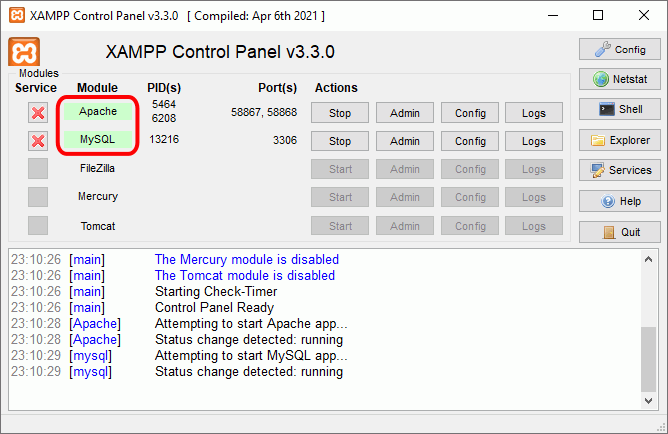 XAMPP Control Panel v3.3.0 [ Compiled: Apr 6th 2021 ]
XAMPP Control Panel v3.3.0
Config
Modules
Service Module PID(s) Port(s) Actions
Netstat
Apache 5464 6208 58867, 58868 Stop Admin Config Logs
Shell
MySQL 13216 3306 Stop Admin Config Logs
Explorer
FileZilla Start Admin Config Logs
Services
Mercury Start Admin Config Logs
Help
Tomcat Start Admin Config Logs
Quit
23:10:26 [main] The Mercury module is disabled
23:10:26 [main] The Tomcat module is disabled
23:10:26 [main] Starting Check-Timer
23:10:26 [main] Control Panel Ready
23:10:28 [Apache] Attempting to start Apache app...
23:10:28 [Apache] Status change detected: running
23:10:29 [mysql] Attempting to start MySQL app...
23:10:29 [mysql] Status change detected: running